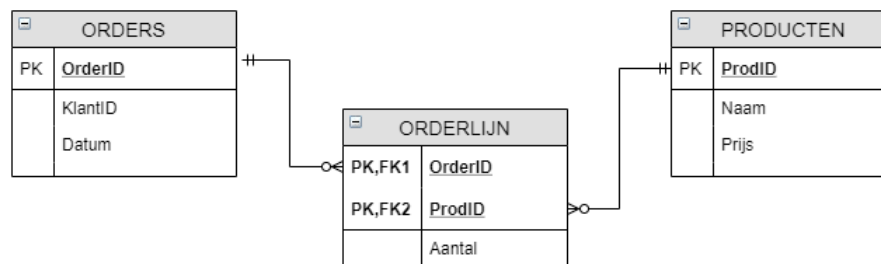 ORDERS
PK OrderID
KlantID
Datum
PRODUCTEN
PK ProdID
Naam
Prijs
ORDERLIJN
PK,FK1 OrderID
PK,FK2 ProdID
Aantal